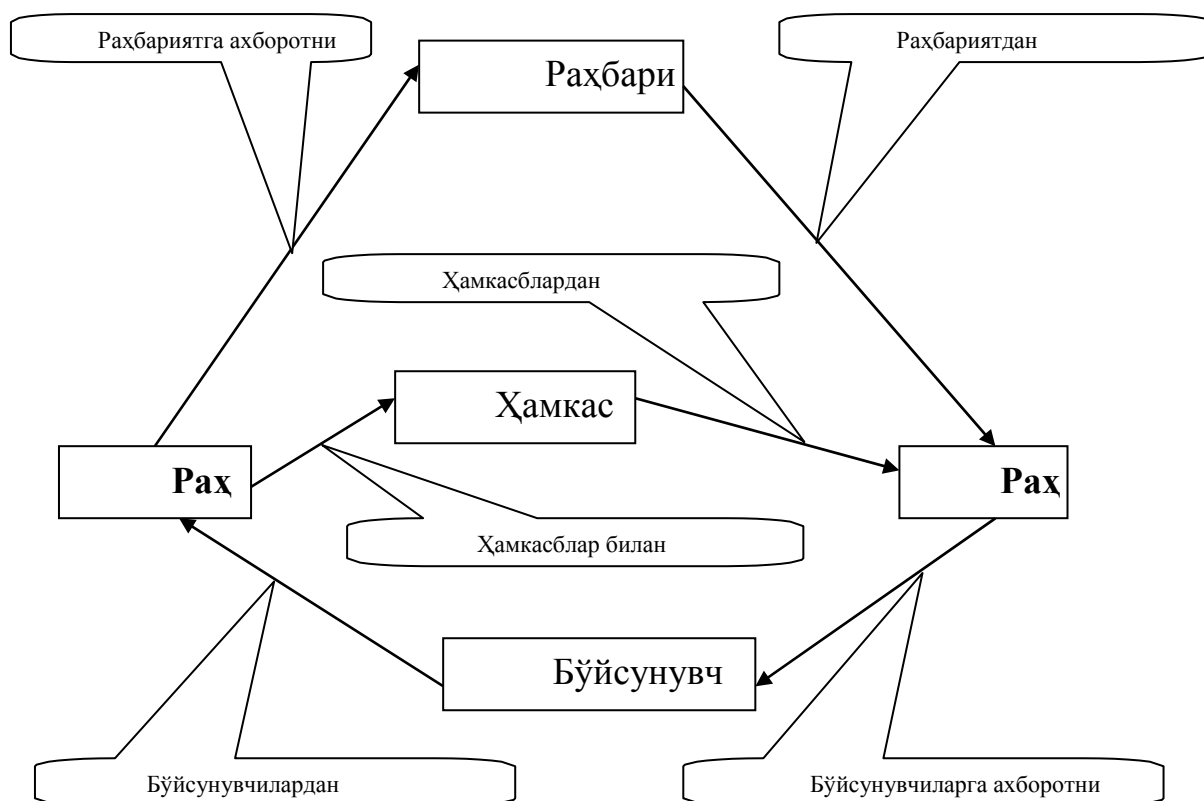 Раҳбариятга ахборотни
Раҳбариятдан
Раҳбари
Ҳамкасблардан
Ҳамкас
Раҳ
Раҳ
Ҳамкасблар билан
Бўйсунувч
Бўйсунувчилардан
Бўйсунувчиларга ахборотни